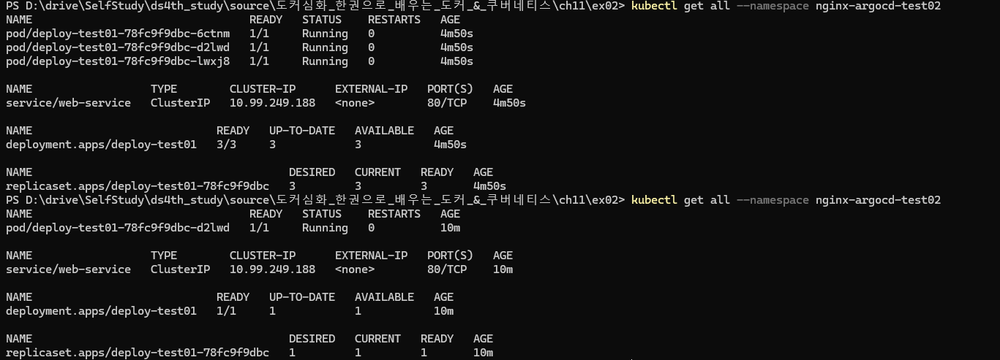 PS D:\drive\SelfStudy\ds4th_study\source\도커심화_한권으로_배우는_도커_&_쿠버네티스\ch11\ex02> kubectl get all --namespace nginx-argocd-test02
NAME READY STATUS RESTARTS AGE
pod/deploy-test01-78fc9f9dbc-6ctnm 1/1 Running 0 4m50s
pod/deploy-test01-78fc9f9dbc-d2lwd 1/1 Running 0 4m50s
pod/deploy-test01-78fc9f9dbc-lwxj8 1/1 Running 0 4m50s
NAME TYPE CLUSTER-IP EXTERNAL-IP PORT(S) AGE
service/web-service ClusterIP 10.99.249.188 <none> 80/TCP 4m50s
NAME READY UP-TO-DATE AVAILABLE AGE
deployment.apps/deploy-test01 3/3 3 3 4m50s
NAME DESIRED CURRENT READY AGE
replicaset.apps/deploy-test01-78fc9f9dbc 3 3 3 4m50s
PS D:\drive\SelfStudy\ds4th_study\source\도커심화_한권으로_배우는_도커_&_쿠버네티스\ch11\ex02> kubectl get all --namespace nginx-argocd-test02
NAME READY STATUS RESTARTS AGE
pod/deploy-test01-78fc9f9dbc-d2lwd 1/1 Running 0 10m
NAME TYPE CLUSTER-IP EXTERNAL-IP PORT(S) AGE
service/web-service ClusterIP 10.99.249.188 <none> 80/TCP 10m
NAME READY UP-TO-DATE AVAILABLE AGE
deployment.apps/deploy-test01 1/1 1 1 10m
NAME DESIRED CURRENT READY AGE
replicaset.apps/deploy-test01-78fc9f9dbc 1 1 1 10m